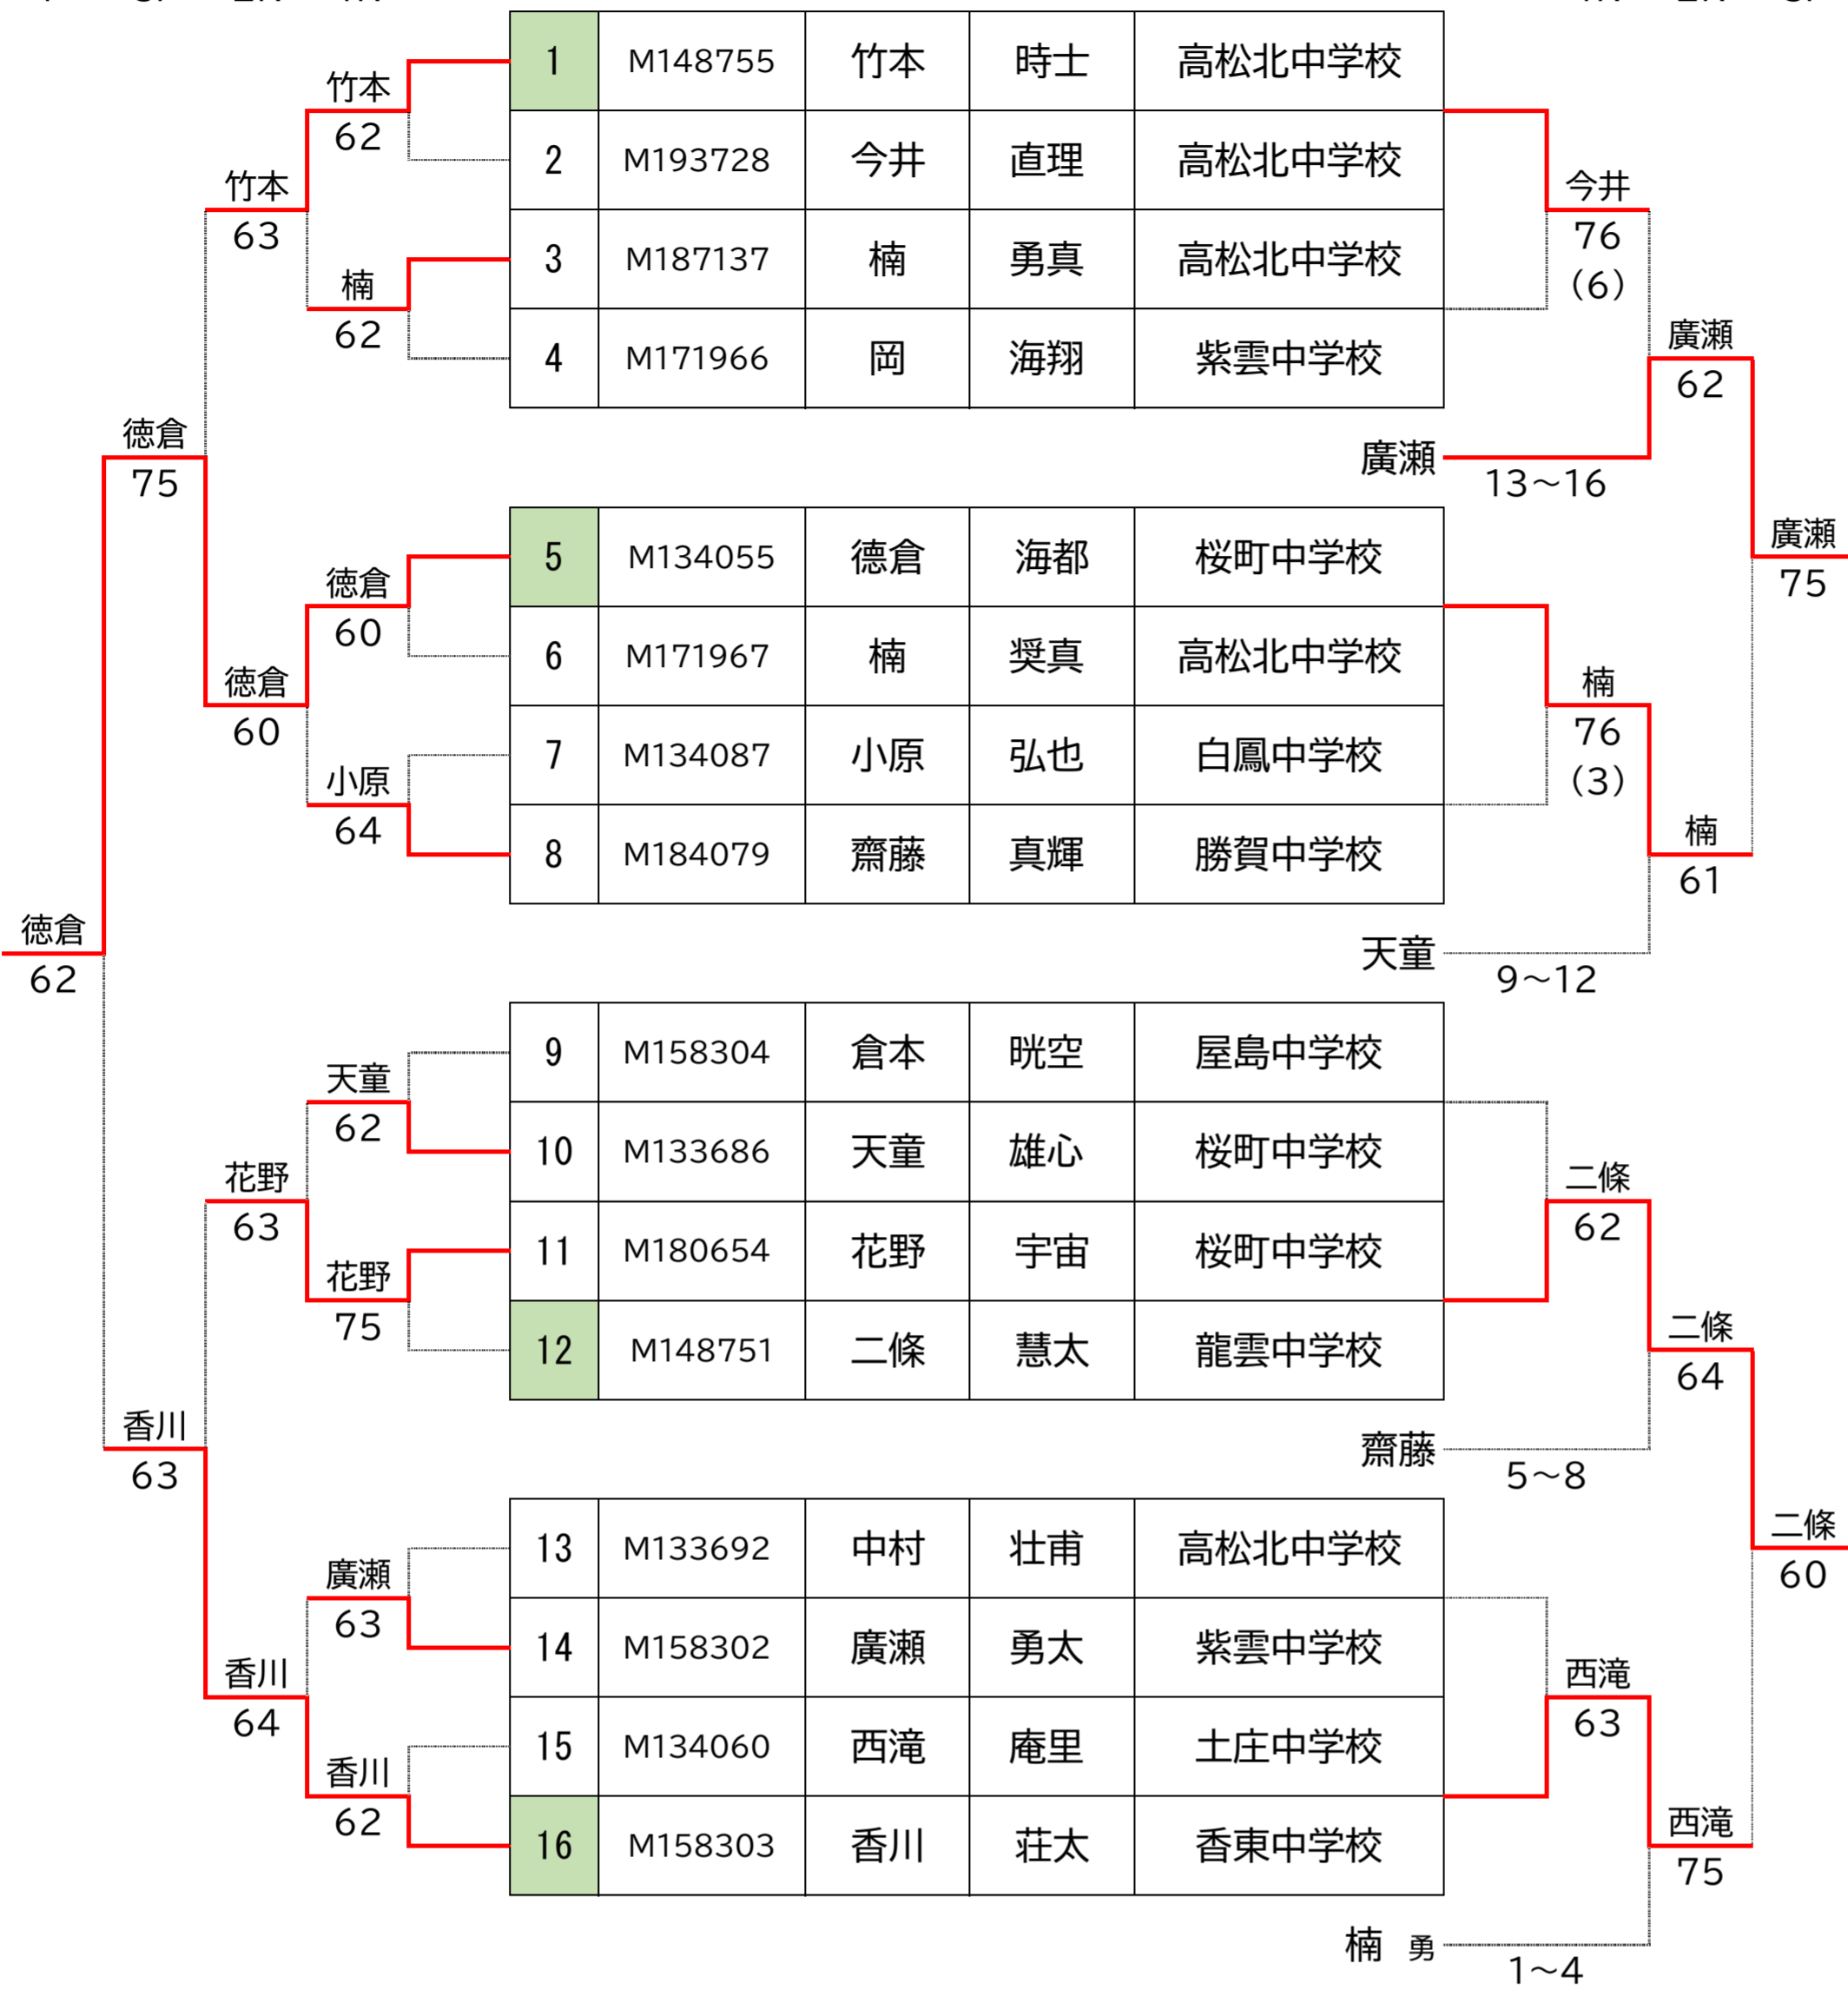 竹本
62
竹本
63
楠
62
徳倉
75
徳倉
60
徳倉
60
小原
64
徳倉
62
天童
62
花野
63
花野
75
香川
63
廣瀬
63
香川
64
香川
62
1 M148755 竹本 時士 高松北中学校
2 M193728 今井 直理 高松北中学校
3 M187137 楠 勇真 高松北中学校
4 M171966 岡 海翔 紫雲中学校
5 M134055 德倉 海都 桜町中学校
6 M171967 楠 奨真 高松北中学校
7 M134087 小原 弘也 白鳳中学校
8 M184079 齋藤 真輝 勝賀中学校
9 M158304 倉本 晄空 屋島中学校
10 M133686 天童 雄心 桜町中学校
11 M180654 花野 宇宙 桜町中学校
12 M148751 二條 慧太 龍雲中学校
13 M133692 中村 壮甫 高松北中学校
14 M158302 廣瀬 勇太 紫雲中学校
15 M134060 西滝 庵里 土庄中学校
16 M158303 香川 荘太 香東中学校
今井
76
(6)
廣瀬
62
廣瀬
13～16
廣瀬
75
楠
76
(3)
楠
61
天童
9～12
二條
62
二條
64
齋藤
5～8
二條
60
西滝
63
西滝
75
楠 勇
1～4